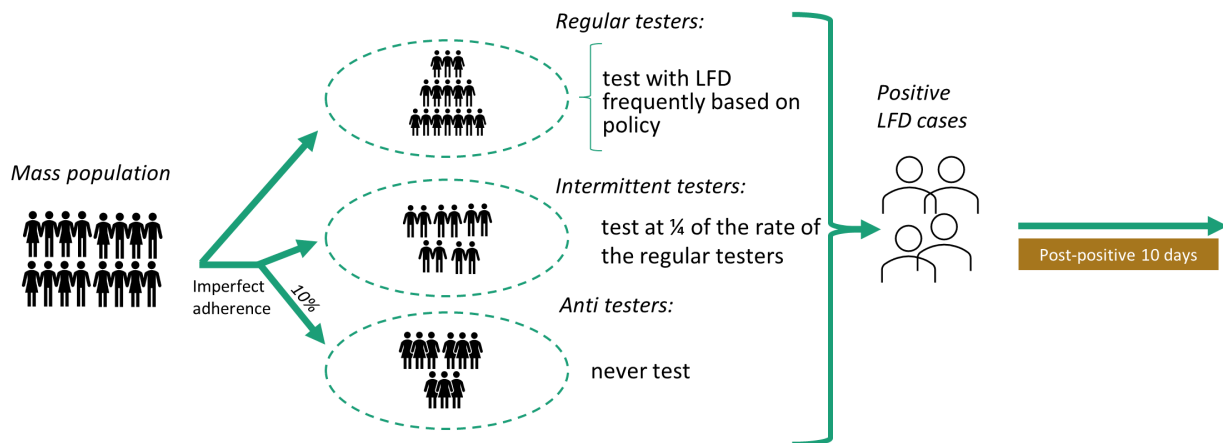 Mass population
Imperfect
adherence
10%
Regular testers:
test with LFD
frequently based on
policy
Intermittent testers:
test at ¼ of the rate of
the regular testers
Anti testers:
never test
Positive
LFD cases
Post-positive 10 days